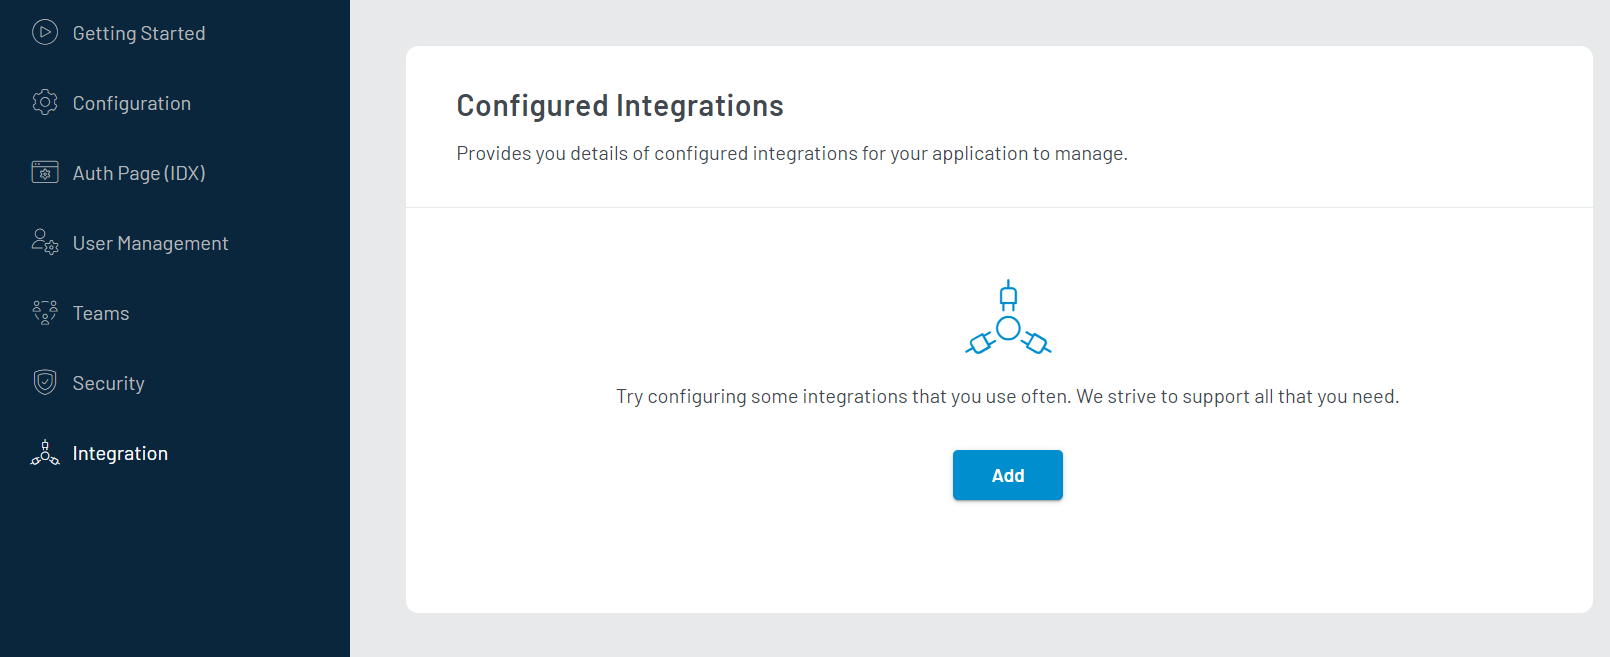 Getting Started
Configuration
Auth Page (IDX)
User Management
Teams
Security
Integration
Configured Integrations
Provides you details of configured integrations for your application to manage.
Try configuring some integrations that you use often. We strive to support all that you need.
Add